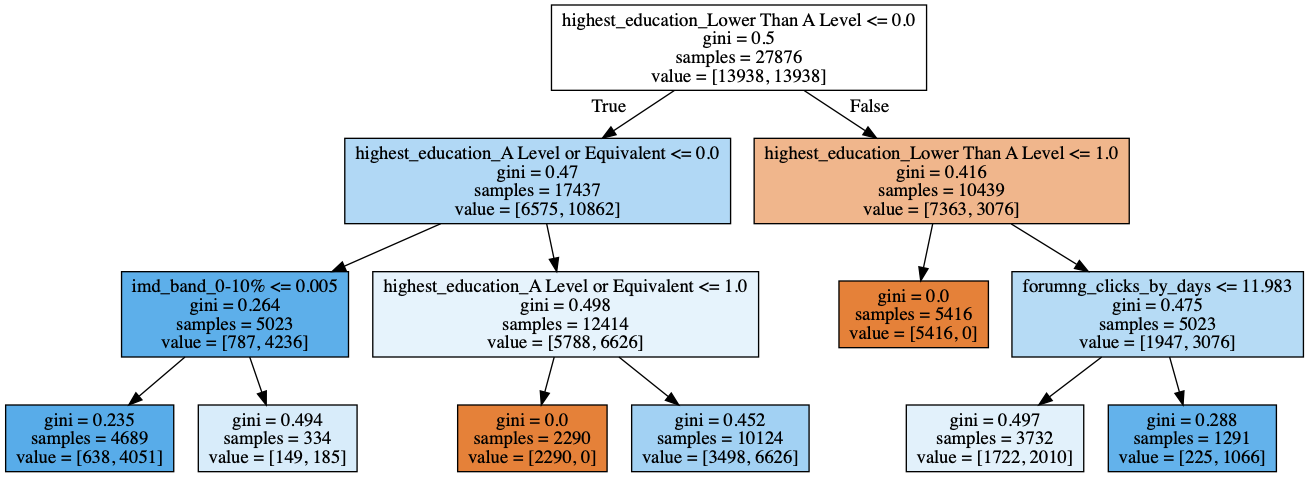 highest_education_Lower Than A Level <= 0.0
gini = 0.5
samples = 27876
value = [13938, 13938]
True
False
highest_education_A Level or Equivalent <= 0.0
gini = 0.47
samples = 17437
value = [6575, 10862]
highest_education_Lower Than A Level <= 1.0
gini = 0.416
samples = 10439
value = [7363, 3076]
imd_band_0-10% <= 0.005
gini = 0.264
samples = 5023
value = [787, 4236]
highest_education_A Level or Equivalent <= 1.0
gini = 0.498
samples = 12414
value = [5788, 6626]
gini = 0.0
samples = 5416
value = [5416, 0]
forumng_clicks_by_days <= 11.983
gini = 0.475
samples = 5023
value = [1947, 3076]
gini = 0.235
samples = 4689
value = [638, 4051]
gini = 0.494
samples = 334
value = [149, 185]
gini = 0.0
samples = 2290
value = [2290, 0]
gini = 0.452
samples = 10124
value = [3498, 6626]
gini = 0.497
samples = 3732
value = [1722, 2010]
gini = 0.288
samples = 1291
value = [225, 1066]